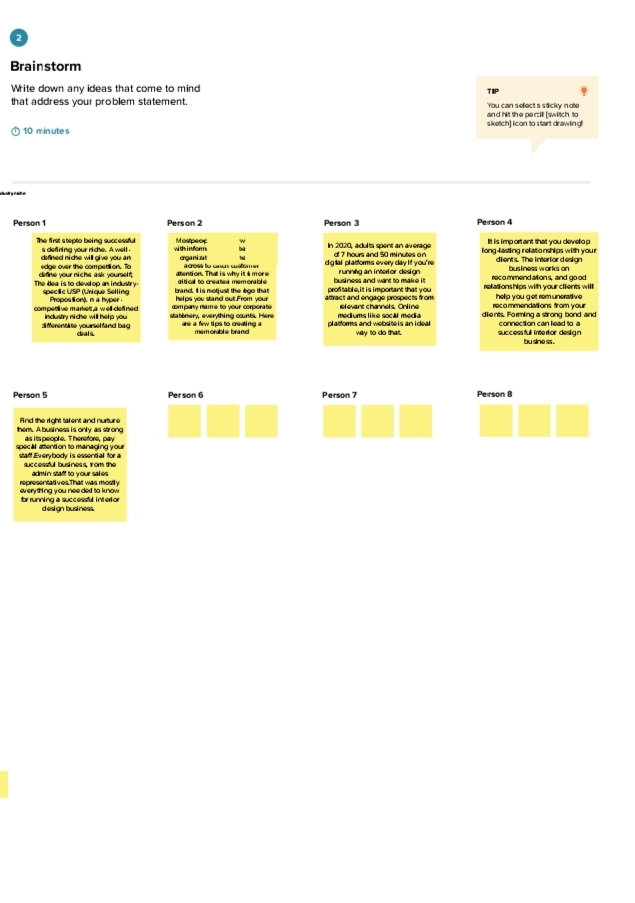 2
Brainstorm
Write down any ideas that come to mind
that address your problem statement.
10 minutes
TIP
You can select a sticky note
and hit the pencil [switch to
sketch] icon to start drawing!
Person 1
The first stepto being successful
s defining your niche. A well-
defined niche will give you an
edge over the competition. To
define your niche ask yourself;
The idea is to develop an industry-
specific USP (Unique Selling
Proposition). n a hyper-
competitive market,a well-defined
industry niche will help you
differentiate yourselfand bag
deals.
Person 2
across to catch customer
attention. That is why it is more
critical to createa memorable
brand. It is notjust the logo that
helps you stand out.From your
company name to your corporate
stationery, everything counts. Here
are a few tips to creating a
memorable brand
Person 3
In 2020, adults spent an average
of 7 hours and 50 minutes on
digital platforms every day If you're
running an interior design
business and want to make it
profitable,it is important that you
attract and engage prospects from
relevant channels. Online
mediums like social media
platforms and website is an ideal
way to do that.
Person 4
It is important that you develop
long-lasting relationships with your
clients. The interior design
business works on
recommendations, and good
relationships with your clients will
help you get remunerative
recommendations from your
clients. Forming a strong bond and
connection can lead to a
successful interior design
business.
Person 5
Find the right talent and nurture
them. A business is only as strong
as its people. Therefore, pay
special attention to managing your
staff.Everybody is essential for a
successful business, from the
admin staff to your sales
representatives.That was mostly
everything you needed to know
for running a successful interior
design business.
Person 6
Person 7
Person 8